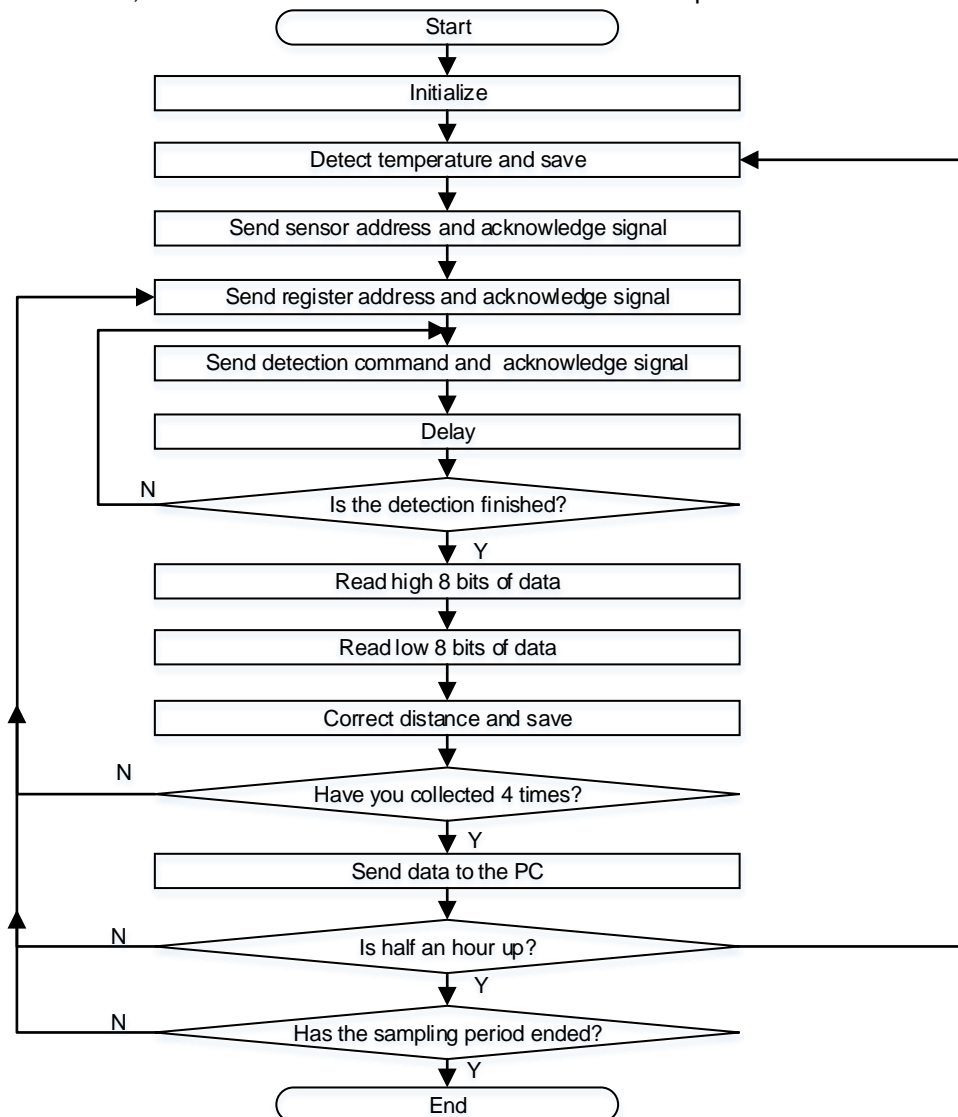 Start
Initialize
Detect temperature and save
Send sensor address and acknowledge signal
Send register address and acknowledge signal
Send detection command and acknowledge signal
Delay
N
Is the detection finished?
Y
Read high 8 bits of data
Read low 8 bits of data
Correct distance and save
N
Have you collected 4 times?
Y
Send data to the PC
N
Is half an hour up?
Y
N
Has the sampling period ended?
Y
End